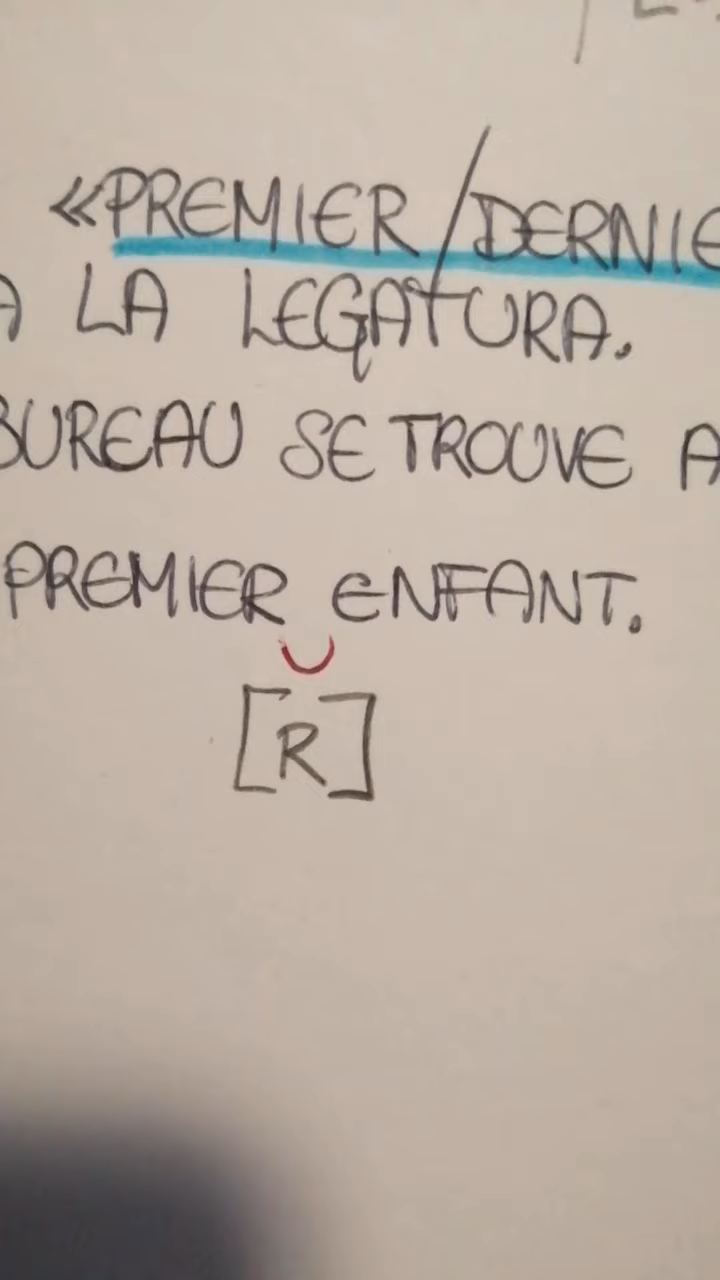 «PREMIER/DERNIE
A LA LEGATURA.
BUREAU SE TROUVE A
PREMIER ENFANT.
[R]